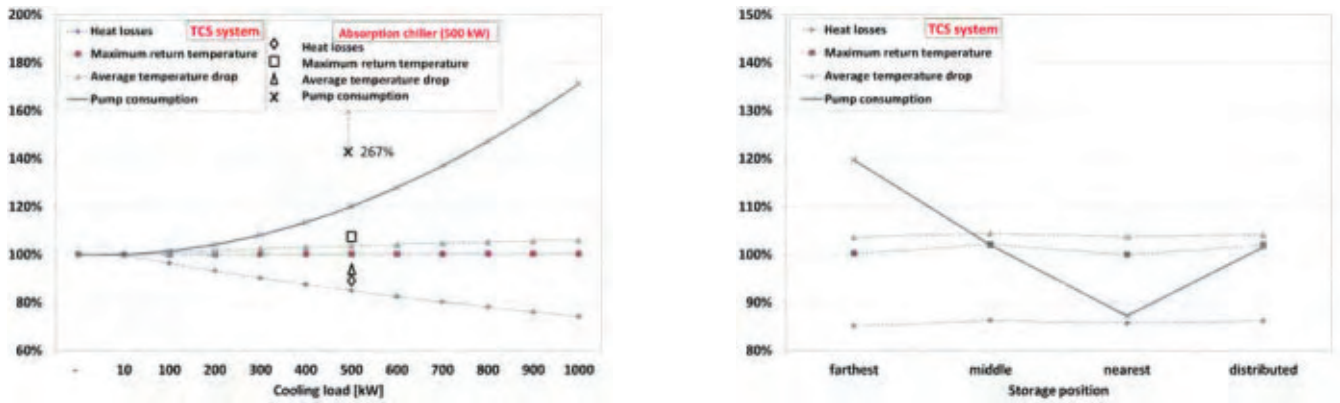 200%
180%
160%
140%
120%
100%
80%
60%
Heat losses
TCS system
Maximum return temperature
Average temperature drop
Pump consumption
Absorption chiller (500 kW)
Heat losses
Maximum return temperature
Average temperature drop
Pump consumption
267%
- 10 100 200 300 400 500 600 700 800 900 1000
Cooling load [kW]
150%
140%
130%
120%
110%
100%
90%
80%
Heat losses
TCS system
Maximum return temperature
Average temperature drop
Pump consumption
farthest middle nearest distributed
Storage position